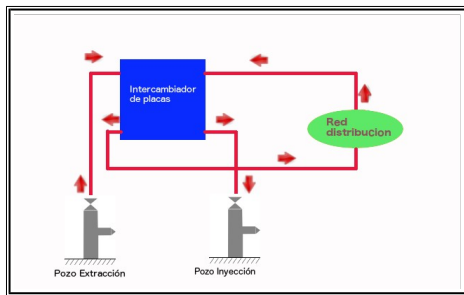 Intercambiador
de placas
Red
distribucion
Pozo Extracción
Pozo Inyección